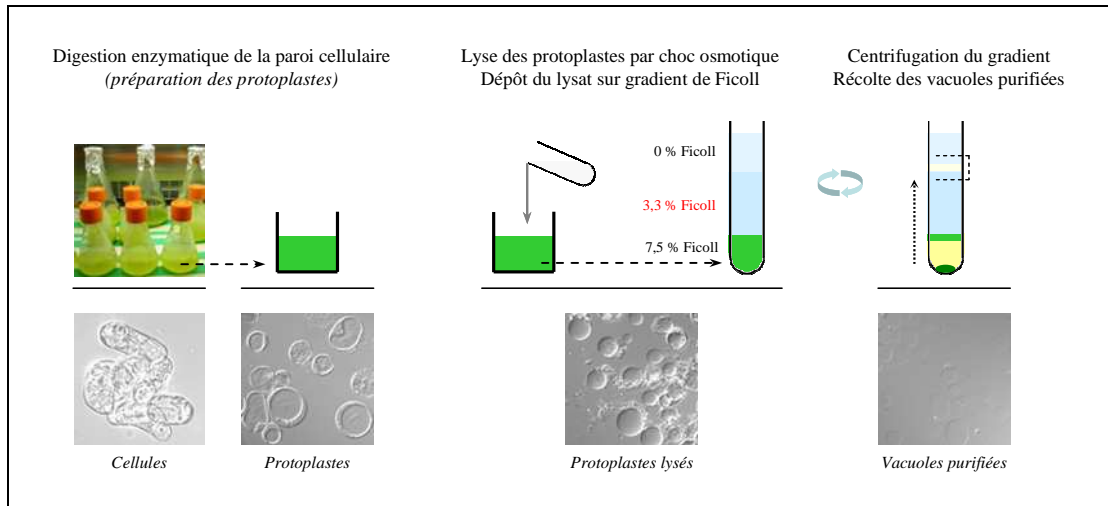 Digestion enzymatique de la paroi cellulaire
(préparation des protoplastes)
Lyse des protoplastes par choc osmotique
Dépôt du lysat sur gradient de Ficoll
Centrifugation du gradient
Récolte des vacuoles purifiées
0 % Ficoll
3,3 % Ficoll
7,5 % Ficoll
Cellules
Protoplastes
Protoplastes lysés
Vacuoles purifiées